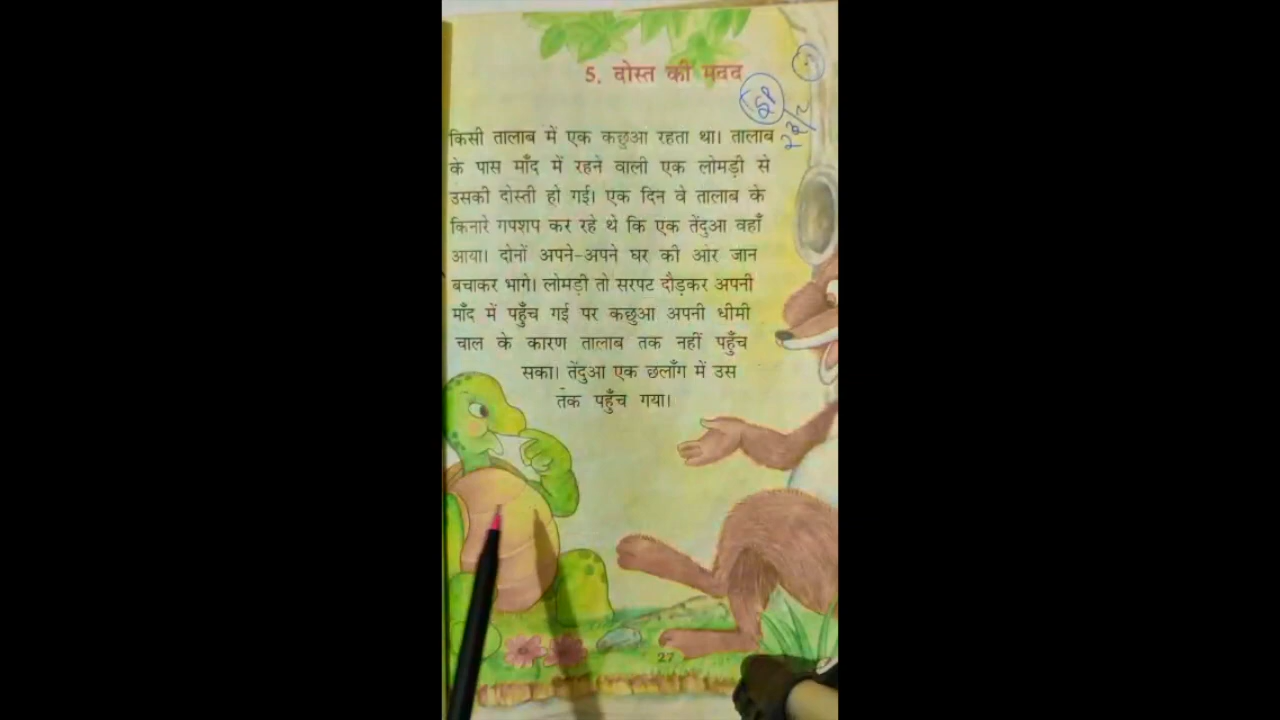 5. दोस्त की मदद
किसी तालाब में एक कछुआ रहता था। तालाब
के पास माँद में रहने वाली एक लोमड़ी से
उसकी दोस्ती हो गई। एक दिन वे तालाब के
किनारे गपशप कर रहे थे कि एक तेंदुआ वहाँ
आया। दोनों अपने-अपने घर की ओर जान
बचाकर भागे। लोमड़ी तो सरपट दौड़कर अपनी
माँद में पहुँच गई पर कछुआ अपनी धीमी
चाल के कारण तालाब तक नहीं पहुँच
सका। तेंदुआ एक छलाँग में उस
तक पहुँच गया।
27